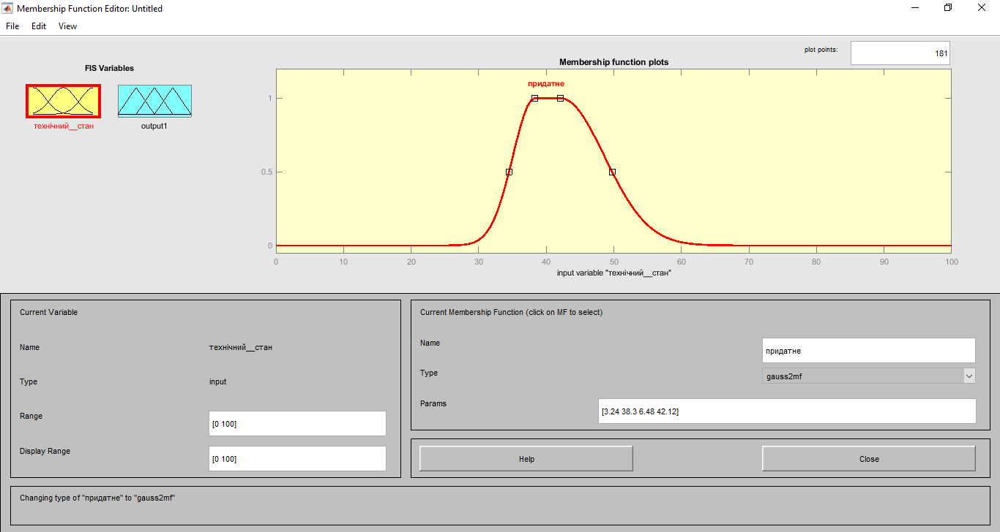 Membership Function Editor: Untitled
File Edit View
FIS Variables
технічний__стан
output1
plot points:
181
Membership function plots
придатне
1
0.5
0
0 10 20 30 40 50 60 70 80 90 100
input variable "технічний__стан"
Current Variable
Name
технічний__стан
Type
input
Range
[0 100]
Display Range
[0 100]
Current Membership Function (click on MF to select)
Name
придатне
Type
gauss2mf
Params
[3.24 38.3 6.48 42.12]
Help
Close
Changing type of "придатне" to "gauss2mf"